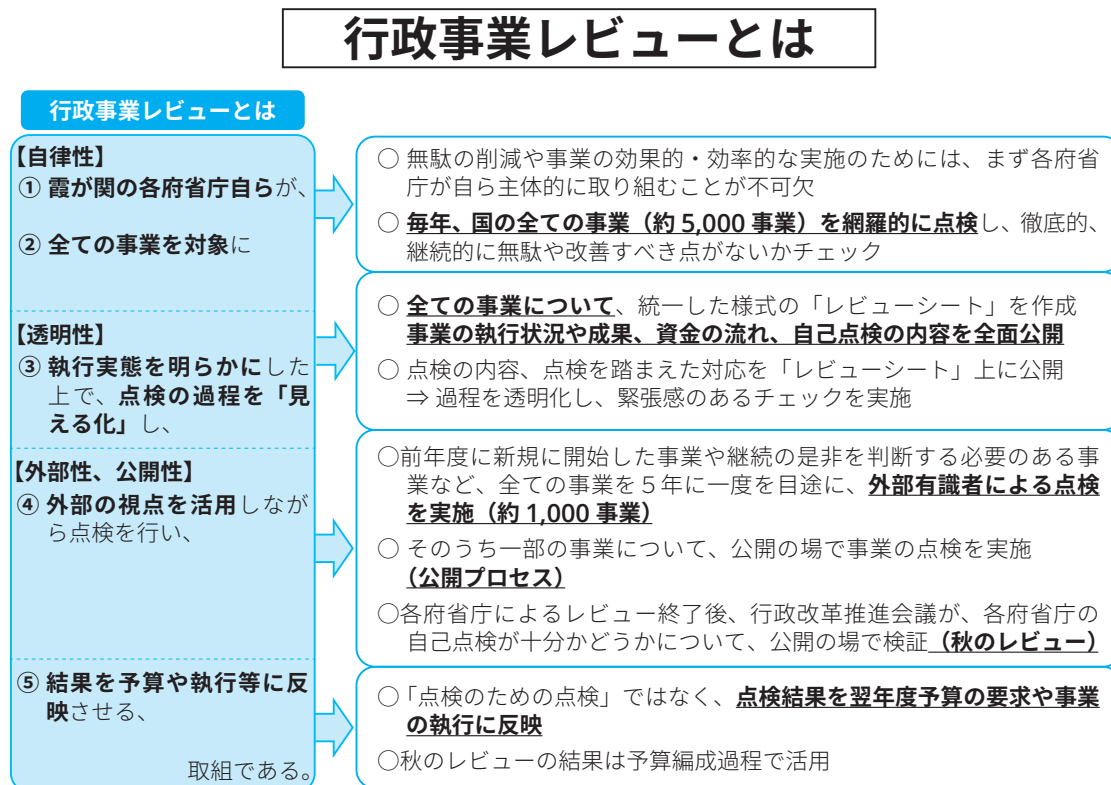 行政事業レビューとは
行政事業レビューとは
【自律性】
① 霞が関の各府省庁自らが、
② 全ての事業を対象に
○ 無駄の削減や事業の効果的・効率的な実施のためには、まず各府省
庁が自ら主体的に取り組むことが不可欠
○ 毎年、国の全ての事業（約 5,000 事業）を網羅的に点検し、徹底的、
継続的に無駄や改善すべき点がないかチェック
【透明性】
③ 執行実態を明らかにした
上で、点検の過程を「見
える化」し、
○ 全ての事業について、統一した様式の「レビューシート」を作成
事業の執行状況や成果、資金の流れ、自己点検の内容を全面公開
○ 点検の内容、点検を踏まえた対応を「レビューシート」上に公開
⇒ 過程を透明化し、緊張感のあるチェックを実施
【外部性、公開性】
④ 外部の視点を活用しなが
ら点検を行い、
○前年度に新規に開始した事業や継続の是非を判断する必要のある事
業など、全ての事業を５年に一度を目途に、外部有識者による点検
を実施（約 1,000 事業）
○ そのうち一部の事業について、公開の場で事業の点検を実施
（公開プロセス）
○各府省庁によるレビュー終了後、行政改革推進会議が、各府省庁の
自己点検が十分かどうかについて、公開の場で検証（秋のレビュー）
⑤ 結果を予算や執行等に反
映させる、
取組である。
○「点検のための点検」ではなく、点検結果を翌年度予算の要求や事業
の執行に反映
○秋のレビューの結果は予算編成過程で活用